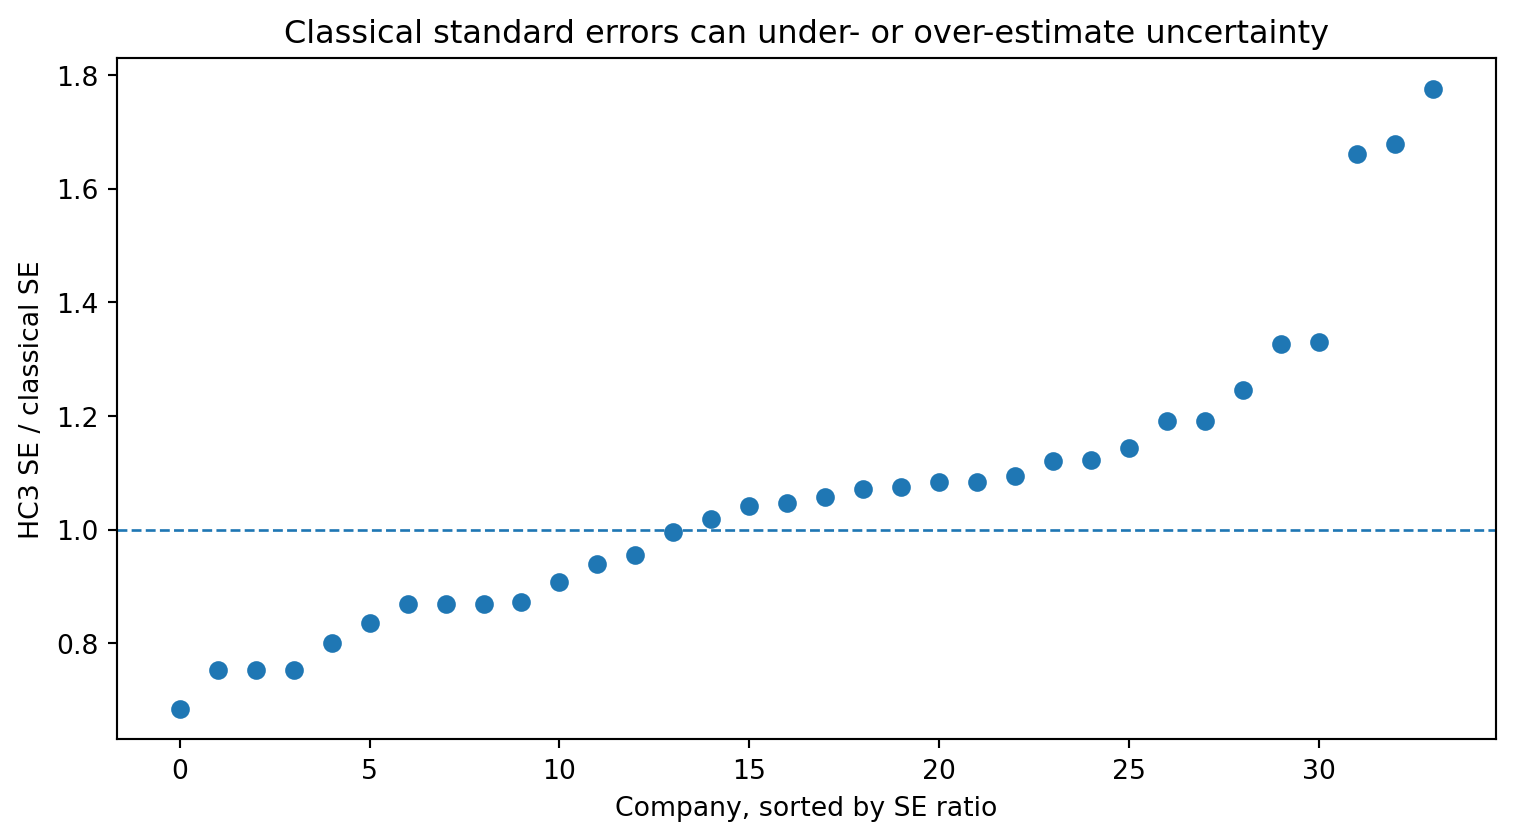 Classical standard errors can under- or over-estimate uncertainty
HC3 SE / classical SE
1.8
1.6
1.4
1.2
1.0
0.8
0 5 10 15 20 25 30
Company, sorted by SE ratio